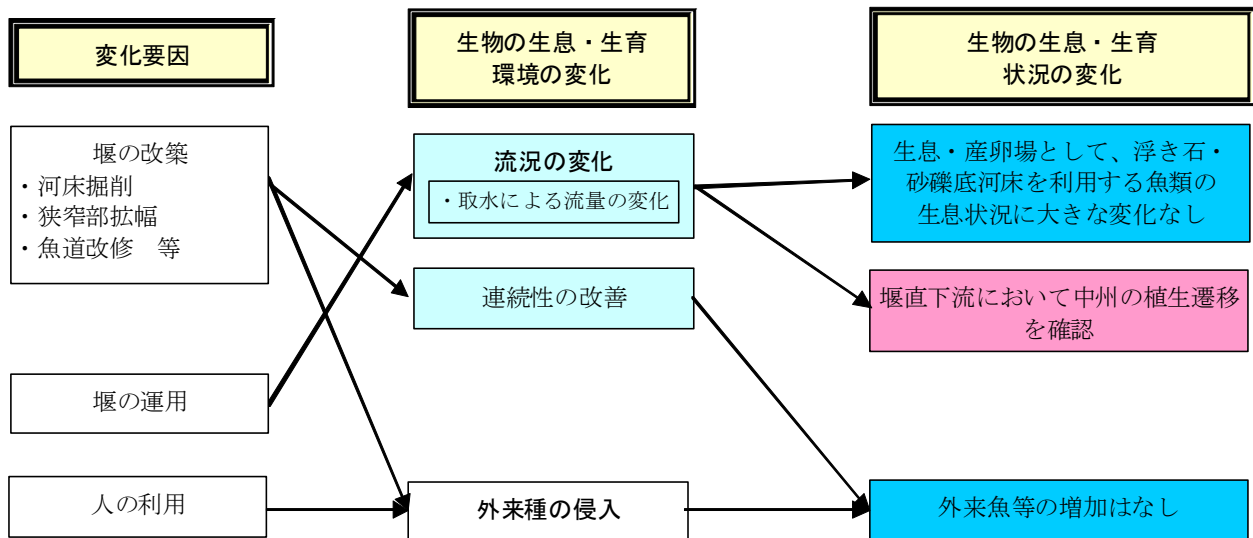 変化要因
生物の生息・生育
環境の変化
生物の生息・生育
状況の変化
堰の改築
・河床掘削
・狭窄部拡幅
・魚道改修　等
堰の運用
人の利用
流況の変化
・取水による流量の変化
連続性の改善
外来種の侵入
生息・産卵場として、浮き石・
砂礫底河床を利用する魚類の
生息状況に大きな変化なし
堰直下流において中州の植生遷移
を確認
外来魚等の増加はなし